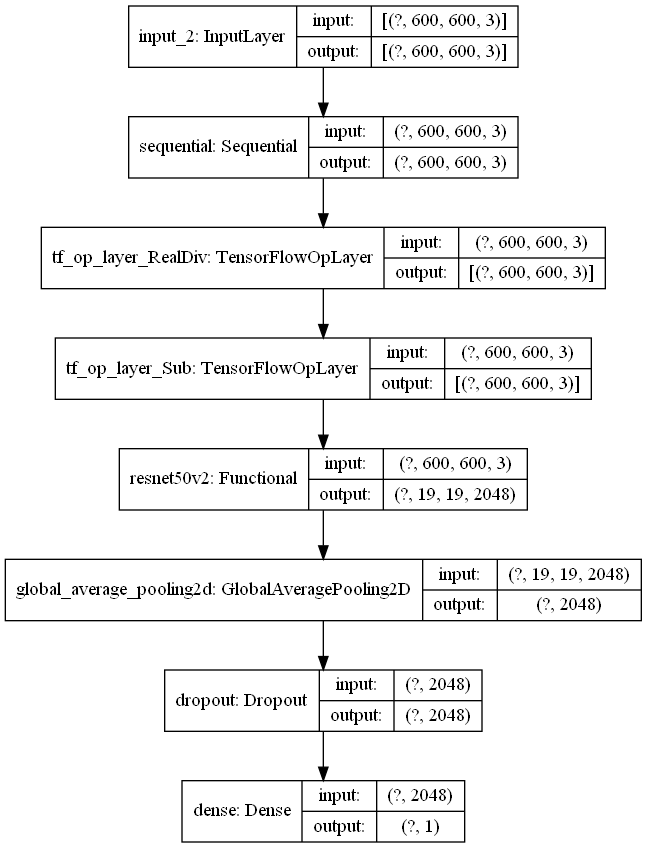 input_2: InputLayer
input: [(?, 600, 600, 3)]
output: [(?, 600, 600, 3)]
sequential: Sequential
input: (?, 600, 600, 3)
output: (?, 600, 600, 3)
tf_op_layer_RealDiv: TensorFlowOpLayer
input: (?, 600, 600, 3)
output: [(?, 600, 600, 3)]
tf_op_layer_Sub: TensorFlowOpLayer
input: (?, 600, 600, 3)
output: [(?, 600, 600, 3)]
resnet50v2: Functional
input: (?, 600, 600, 3)
output: (?, 19, 19, 2048)
global_average_pooling2d: GlobalAveragePooling2D
input: (?, 19, 19, 2048)
output: (?, 2048)
dropout: Dropout
input: (?, 2048)
output: (?, 2048)
dense: Dense
input: (?, 2048)
output: (?, 1)